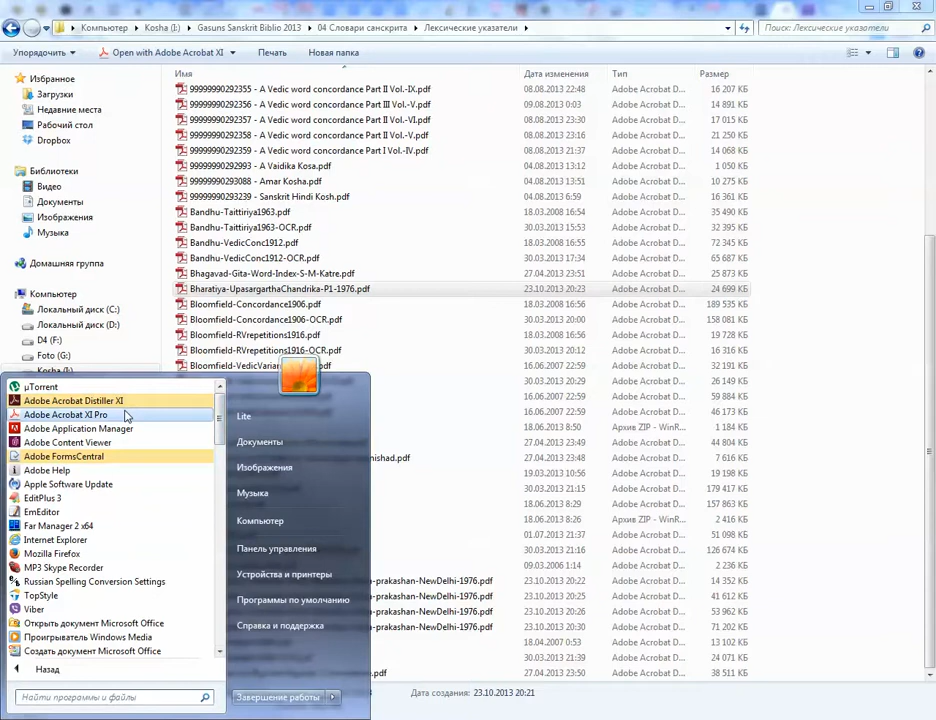 Компьютер
Kosha (I:)
Gasuns Sanskrit Biblio 2013
04 Словари санскрита
Лексические указатели
Поиск: Лексические указатели
Упорядочить
Open with Adobe Acrobat XI
Печать
Новая папка
Избранное
Загрузки
Недавние места
Рабочий стол
Dropbox
Библиотеки
Видео
Документы
Изображения
Музыка
Домашняя группа
Компьютер
Локальный диск (C:)
Локальный диск (D:)
D4 (F:)
Foto (G:)
Kosha (I:)
Имя Дата изменения Тип Размер
99999990292355 - A Vedic word concordance Part II Vol.-IX.pdf 08.08.2013 22:48 Adobe Acrobat D... 16 207 КБ
99999990292356 - A Vedic word concordance Part III Vol.-V.pdf 09.08.2013 0:03 Adobe Acrobat D... 14 891 КБ
99999990292357 - A Vedic word concordance Part II Vol.-VI.pdf 07.08.2013 23:30 Adobe Acrobat D... 17 015 КБ
99999990292358 - A Vedic word concordance Part II Vol.-V.pdf 08.08.2013 23:16 Adobe Acrobat D... 21 250 КБ
99999990292359 - A Vedic word concordance Part I Vol.-IV.pdf 08.08.2013 21:37 Adobe Acrobat D... 14 068 КБ
99999990292993 - A Vaidika Kosa.pdf 04.08.2013 13:12 Adobe Acrobat D... 1 050 КБ
99999990293088 - Amar Kosha.pdf 04.08.2013 13:51 Adobe Acrobat D... 10 275 КБ
99999990293239 - Sanskrit Hindi Kosh.pdf 04.08.2013 6:59 Adobe Acrobat D... 16 361 КБ
Bandhu-Taittiriya1963.pdf 18.03.2008 16:54 Adobe Acrobat D... 35 490 КБ
Bandhu-Taittiriya1963-OCR.pdf 30.03.2013 15:53 Adobe Acrobat D... 32 395 КБ
Bandhu-VedicConc1912.pdf 18.03.2008 16:55 Adobe Acrobat D... 72 345 КБ
Bandhu-VedicConc1912-OCR.pdf 30.03.2013 19:20 Adobe Acrobat D... 65 687 КБ
Bhagavad-Gita-Word-Index-S-M-Katre.pdf 27.04.2013 23:51 Adobe Acrobat D... 25 873 КБ
Bharatiya-UpasargarthaChandrika-P1-1976.pdf 23.10.2013 20:23 Adobe Acrobat D... 24 699 КБ
Bloomfield-Concordance1906.pdf 18.03.2008 16:56 Adobe Acrobat D... 189 535 КБ
Bloomfield-Concordance1906-OCR.pdf 30.03.2013 20:00 Adobe Acrobat D... 158 081 КБ
Bloomfield-RVrepetitions1916.pdf 18.03.2008 16:56 Adobe Acrobat D... 19 728 КБ
Bloomfield-RVrepetitions1916-OCR.pdf 30.03.2013 20:07 Adobe Acrobat D... 22 350 КБ
Bloomfield-VedicVarian
µTorrent
Adobe Acrobat Distiller XI
Adobe Acrobat XI Pro
Adobe Application Manager
Adobe Content Viewer
Adobe FormsCentral
Adobe Help
Apple Software Update
EditPlus 3
EmEditor
Far Manager 2 x64
Internet Explorer
Mozilla Firefox
MP3 Skype Recorder
Russian Spelling Conversion Settings
TopStyle
Viber
Открыть документ Microsoft Office
Проигрыватель Windows Media
Создать документ Microsoft Office
Назад
Найти программы и файлы
Lite
Документы
Изображения
Музыка
Компьютер
Панель управления
Устройства и принтеры
Программы по умолчанию
Справка и поддержка
Завершение работы
Дата создания: 23.10.2013 20:21